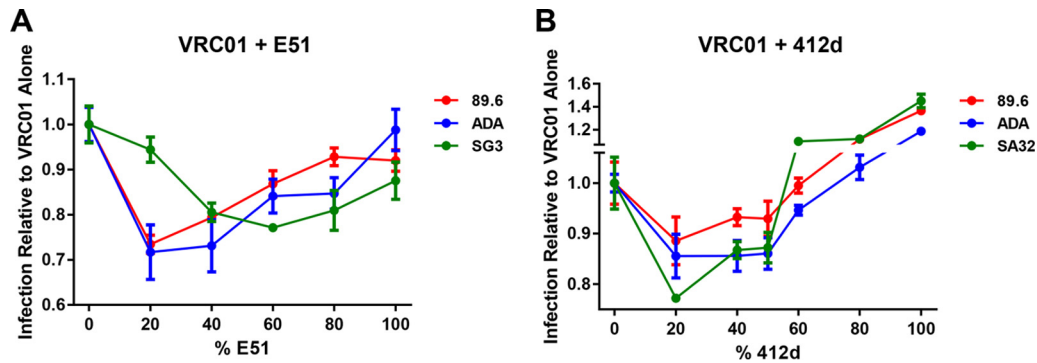 A
VRC01 + E51
Infection Relative to VRC01 Alone
1.1
1.0
0.9
0.8
0.7
0.6
0
20
40
60
80
100
% E51
89.6
ADA
SG3
B
VRC01 + 412d
Infection Relative to VRC01 Alone
1.6
1.4
1.2
1.0
0.9
0.8
0
20
40
60
80
100
% 412d
89.6
ADA
SA32